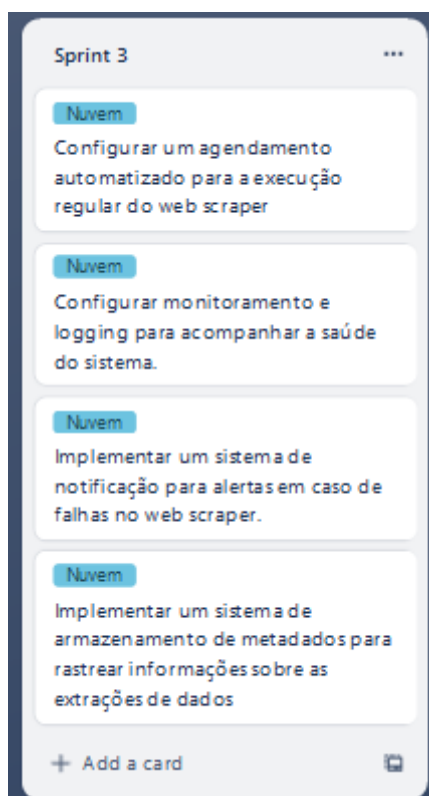 Sprint 3
Nuvem
Configurar um agendamento
automatizado para a execução
regular do web scraper
Nuvem
Configurar monitoramento e
logging para acompanhar a saúde
do sistema.
Nuvem
Implementar um sistema de
notificação para alertas em caso de
falhas no web scraper.
Nuvem
Implementar um sistema de
armazenamento de metadados para
rastrear informações sobre as
extrações de dados
+ Add a card